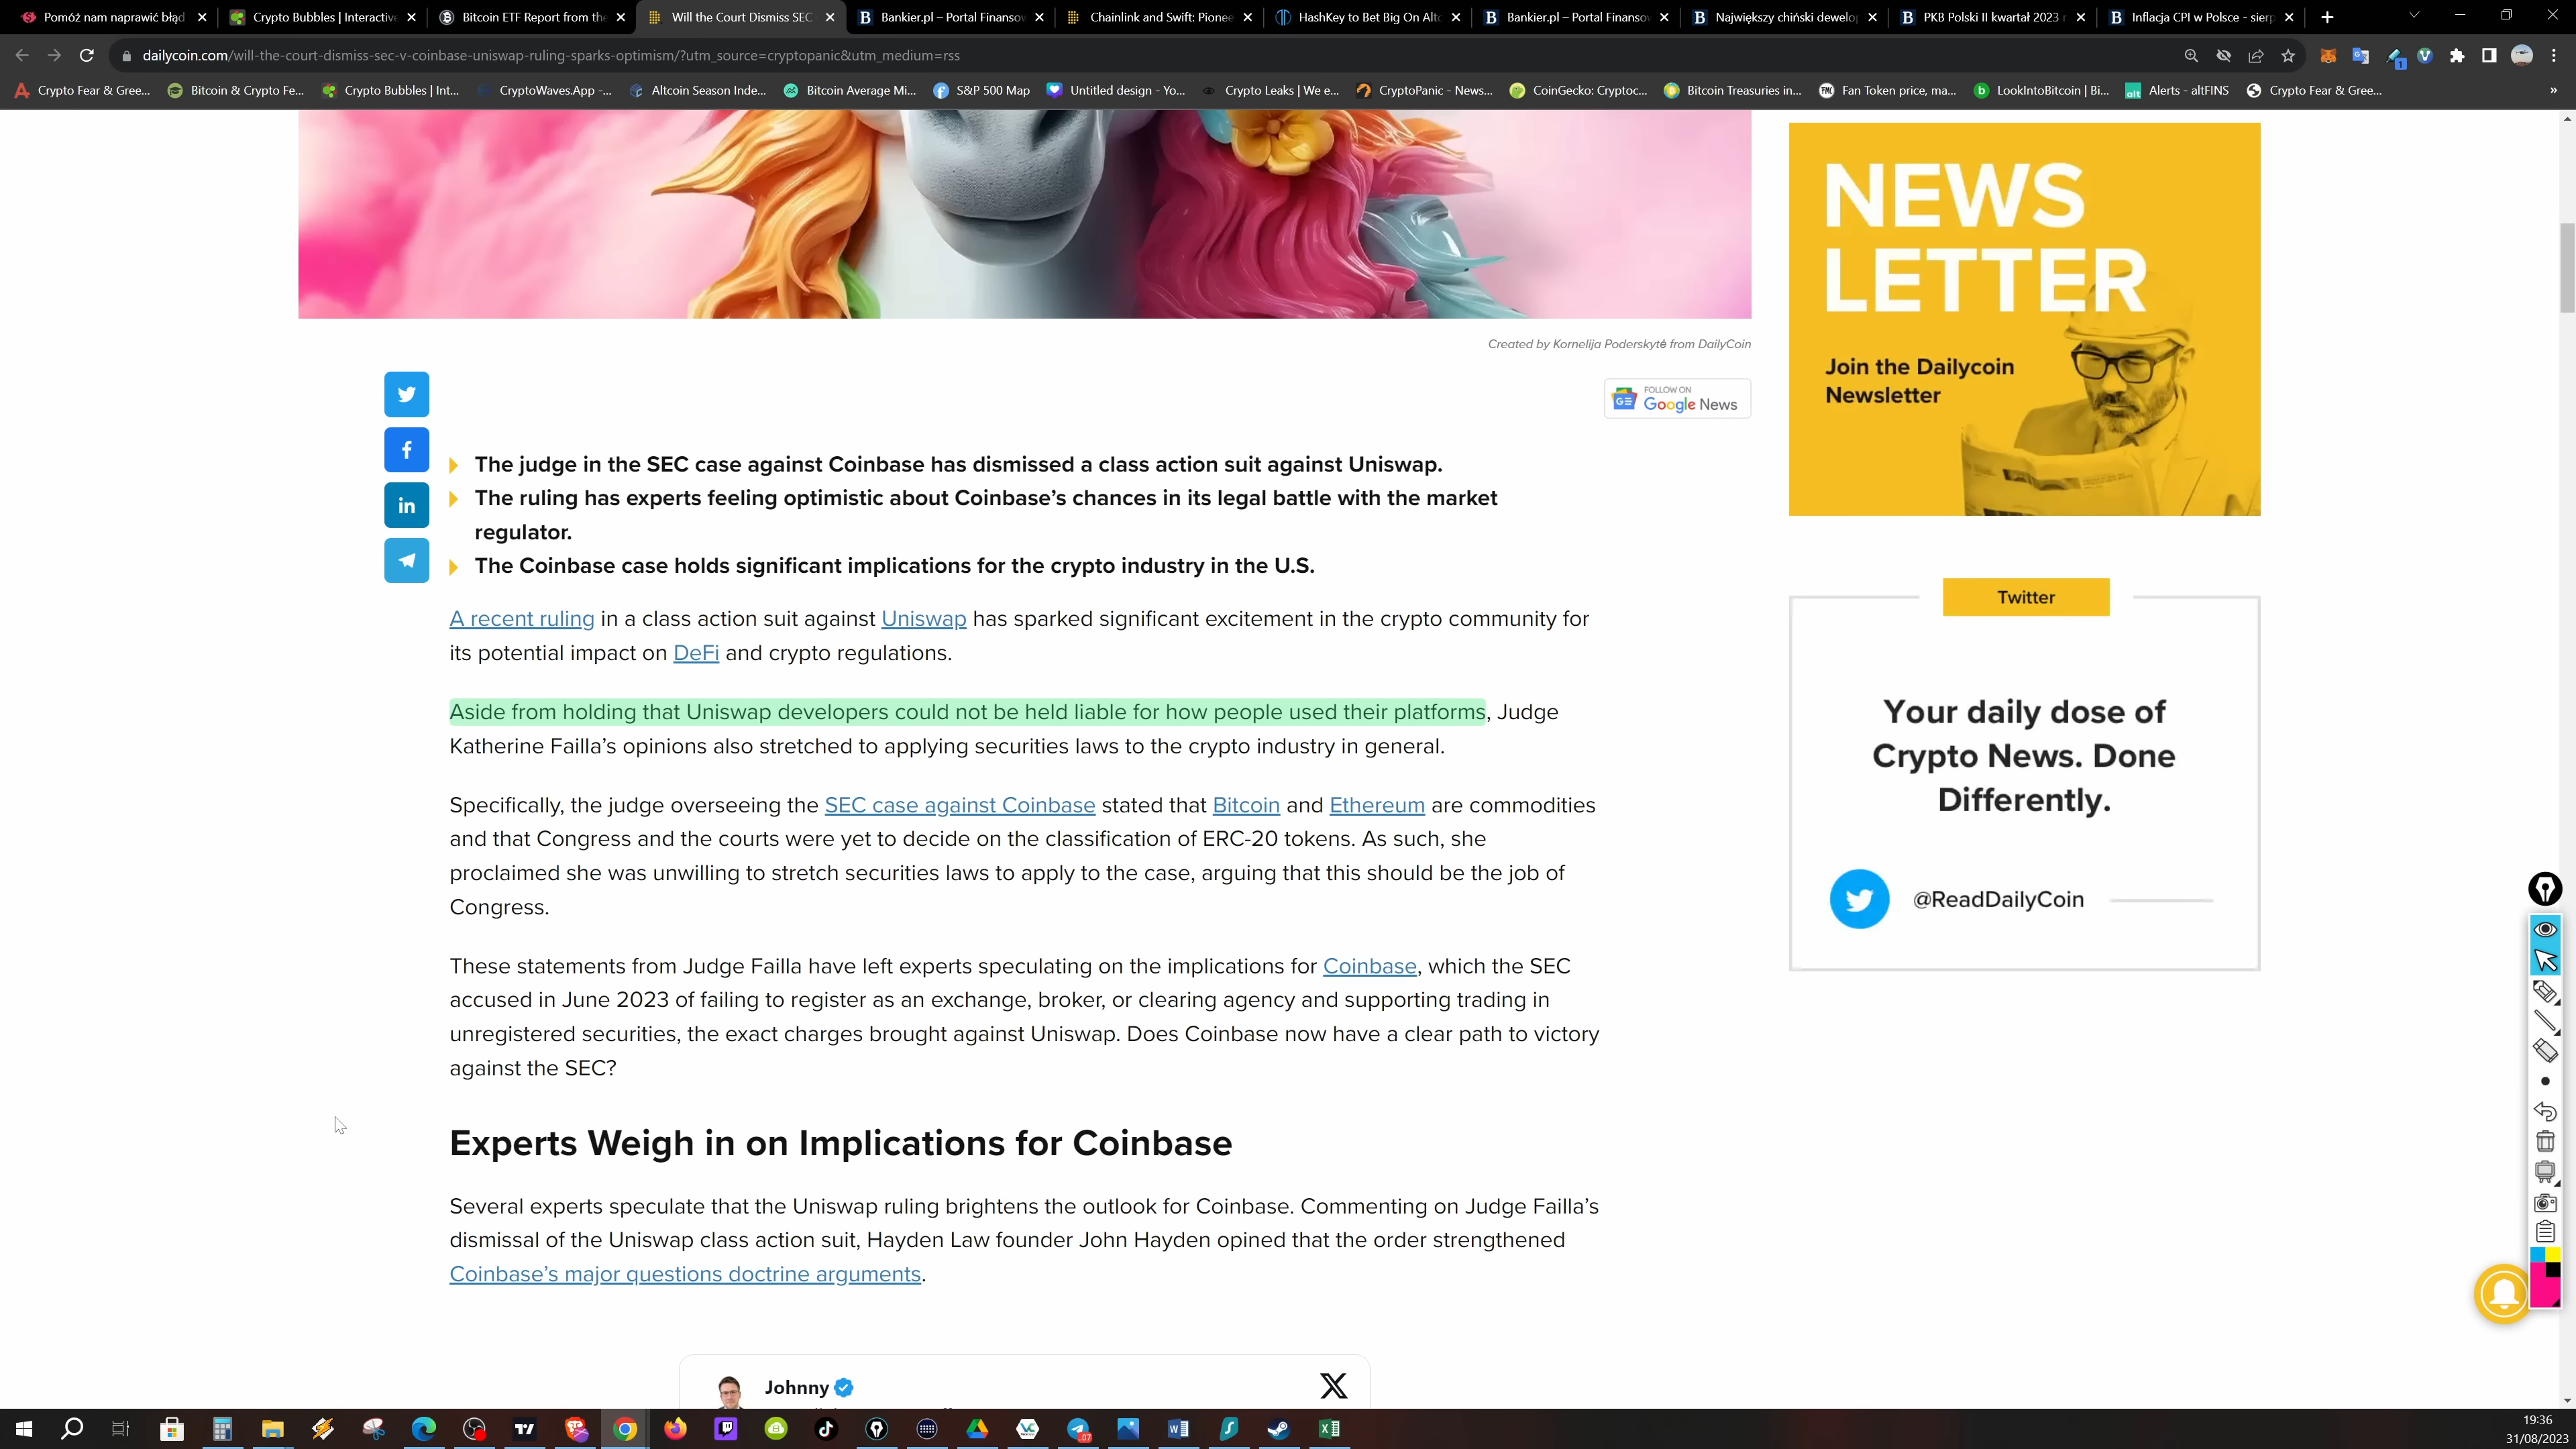 Pomóż nam naprawić błąd
Crypto Bubbles | Interactive
Bitcoin ETF Report from the
Will the Court Dismiss SEC
Bankier.pl – Portal Finansow
Chainlink and Swift: Pionee
HashKey to Bet Big On Alto
Bankier.pl – Portal Finansow
Największy chiński dewelop
PKB Polski II kwartał 2023 r
Inflacja CPI w Polsce - sierp
dailycoin.com/will-the-court-dismiss-sec-v-coinbase-uniswap-ruling-sparks-optimism/?utm_source=cryptopanic&utm_medium=rss
Crypto Fear & Gree...
Bitcoin & Crypto Fe...
Crypto Bubbles | Int...
CryptoWaves.App -...
Altcoin Season Inde...
Bitcoin Average Mi...
S&P 500 Map
Untitled design - Yo...
Crypto Leaks | We e...
CryptoPanic - News...
CoinGecko: Cryptoc...
Bitcoin Treasuries in...
Fan Token price, ma...
LookIntoBitcoin | Bi...
Alerts - altFINS
Crypto Fear & Gree...
Created by Kornelija Poderskytė from DailyCoin
FOLLOW ON
Google News
The judge in the SEC case against Coinbase has dismissed a class action suit against Uniswap.
The ruling has experts feeling optimistic about Coinbase's chances in its legal battle with the market
regulator.
The Coinbase case holds significant implications for the crypto industry in the U.S.
A recent ruling in a class action suit against Uniswap has sparked significant excitement in the crypto community for
its potential impact on DeFi and crypto regulations.
Aside from holding that Uniswap developers could not be held liable for how people used their platforms, Judge
Katherine Failla's opinions also stretched to applying securities laws to the crypto industry in general.
Specifically, the judge overseeing the SEC case against Coinbase stated that Bitcoin and Ethereum are commodities
and that Congress and the courts were yet to decide on the classification of ERC-20 tokens. As such, she
proclaimed she was unwilling to stretch securities laws to apply to the case, arguing that this should be the job of
Congress.
These statements from Judge Failla have left experts speculating on the implications for Coinbase, which the SEC
accused in June 2023 of failing to register as an exchange, broker, or clearing agency and supporting trading in
unregistered securities, the exact charges brought against Uniswap. Does Coinbase now have a clear path to victory
against the SEC?
Experts Weigh in on Implications for Coinbase
Several experts speculate that the Uniswap ruling brightens the outlook for Coinbase. Commenting on Judge Failla's
dismissal of the Uniswap class action suit, Hayden Law founder John Hayden opined that the order strengthened
Coinbase's major questions doctrine arguments.
Johnny
NEWS
LETTER
Join the Dailycoin
Newsletter
Twitter
Your daily dose of
Crypto News. Done
Differently.
@ReadDailyCoin
19:36
31/08/2023